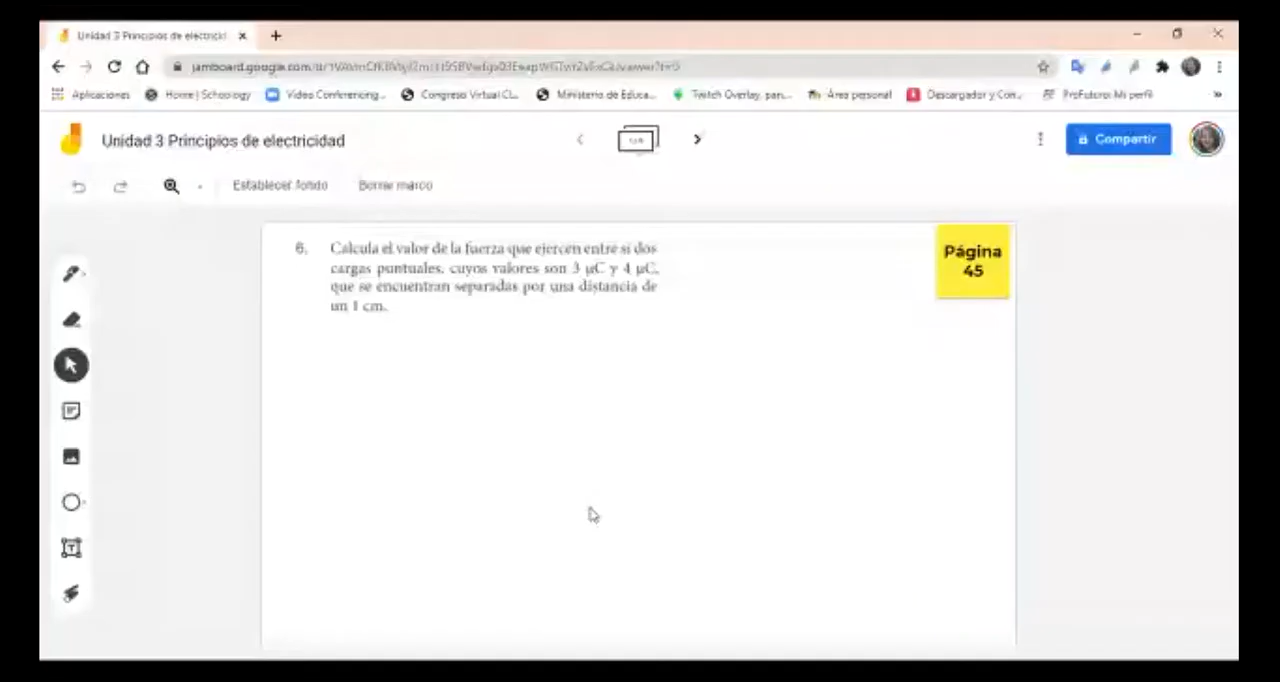 Unidad 3 Principios de electrici
Aplicaciones Home | Schoology Video Conferencing... Congreso Virtual CL... Ministerio de Educa... Twitch Overlay, pan... Área personal Descargador y Con... ProFuturo: Mi perfil
Unidad 3 Principios de electricidad
Compartir
Establecer fondo Borrar marco
6. Calcula el valor de la fuerza que ejercen entre sí dos
cargas puntuales, cuyos valores son 3 μC y 4 μC,
que se encuentran separadas por una distancia de
un 1 cm.
Página
45